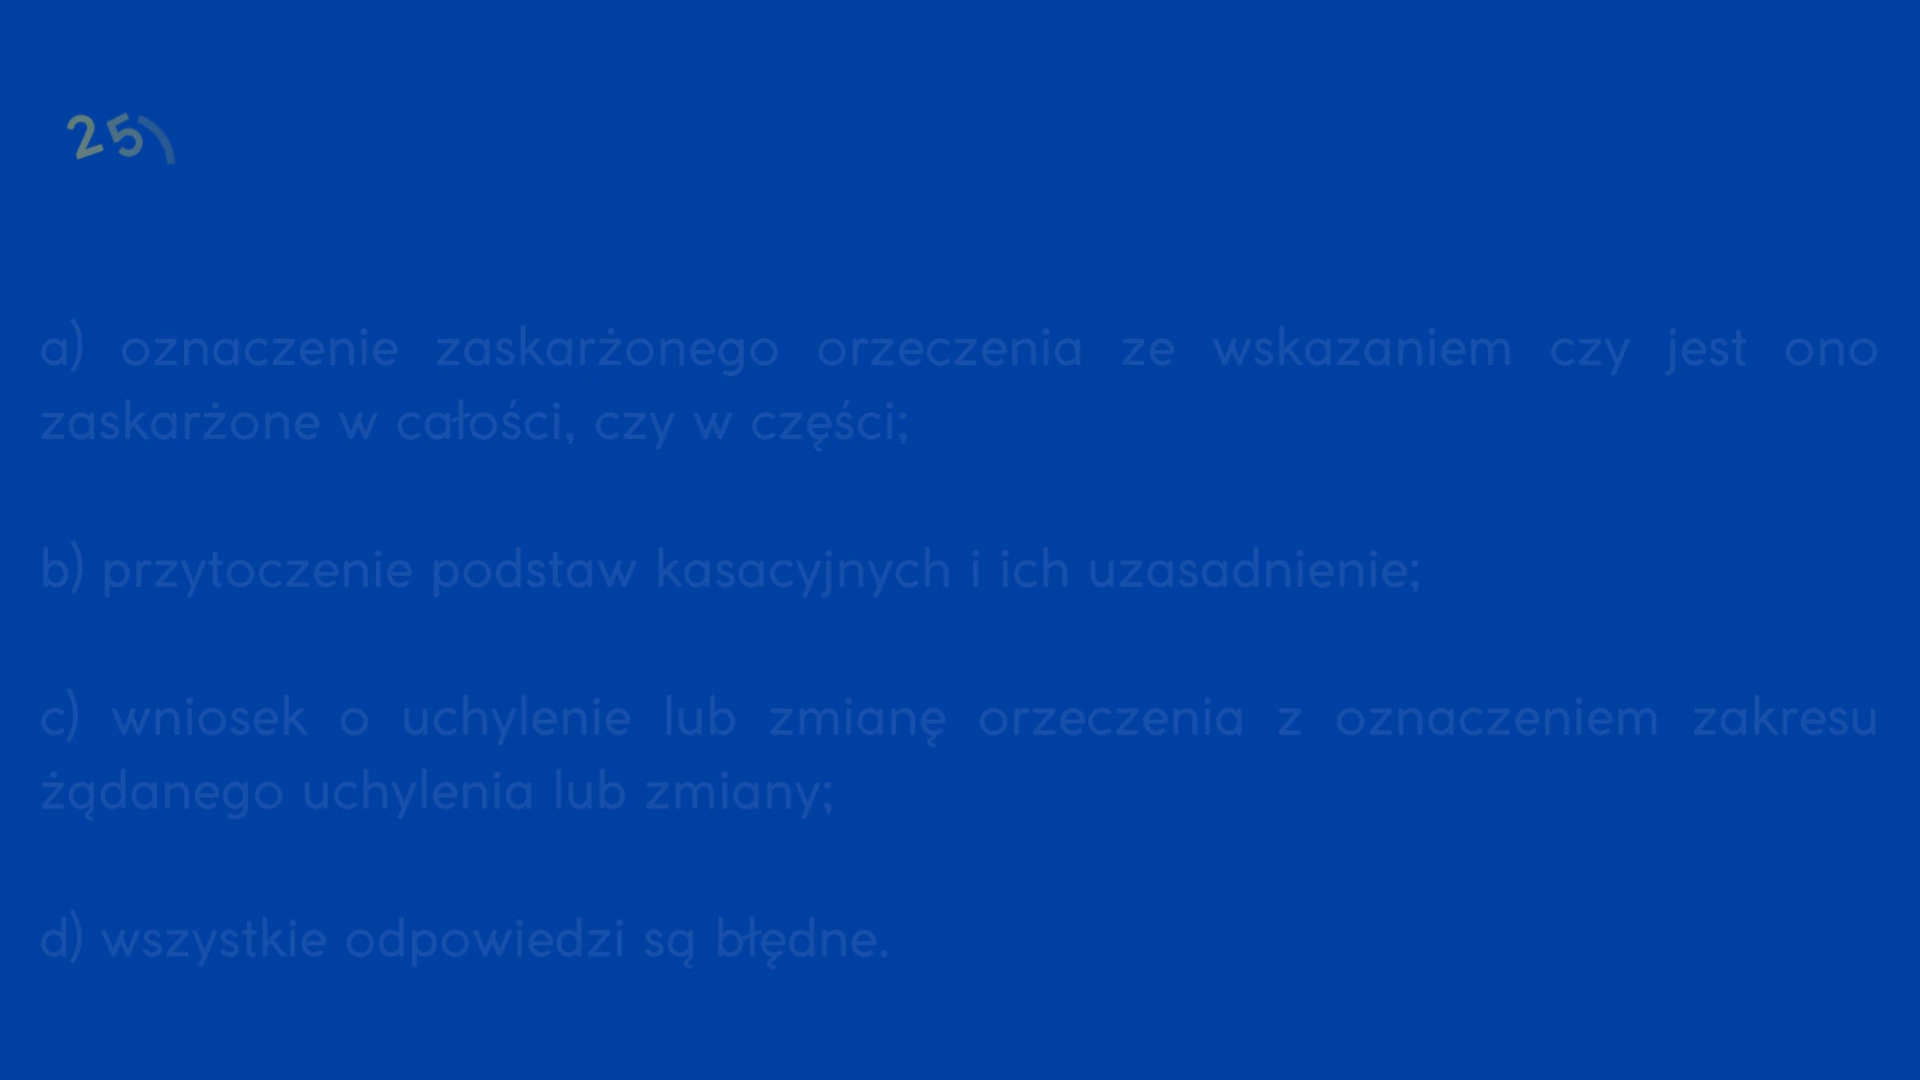 25
a) oznaczenie zaskarżonego orzeczenia ze wskazaniem czy jest ono
zaskarżone w całości, czy w części;
b) przytoczenie podstaw kasacyjnych i ich uzasadnienie;
c) wniosek o uchylenie lub zmianę orzeczenia z oznaczeniem zakresu
żądanego uchylenia lub zmiany;
d) wszystkie odpowiedzi są błędne.